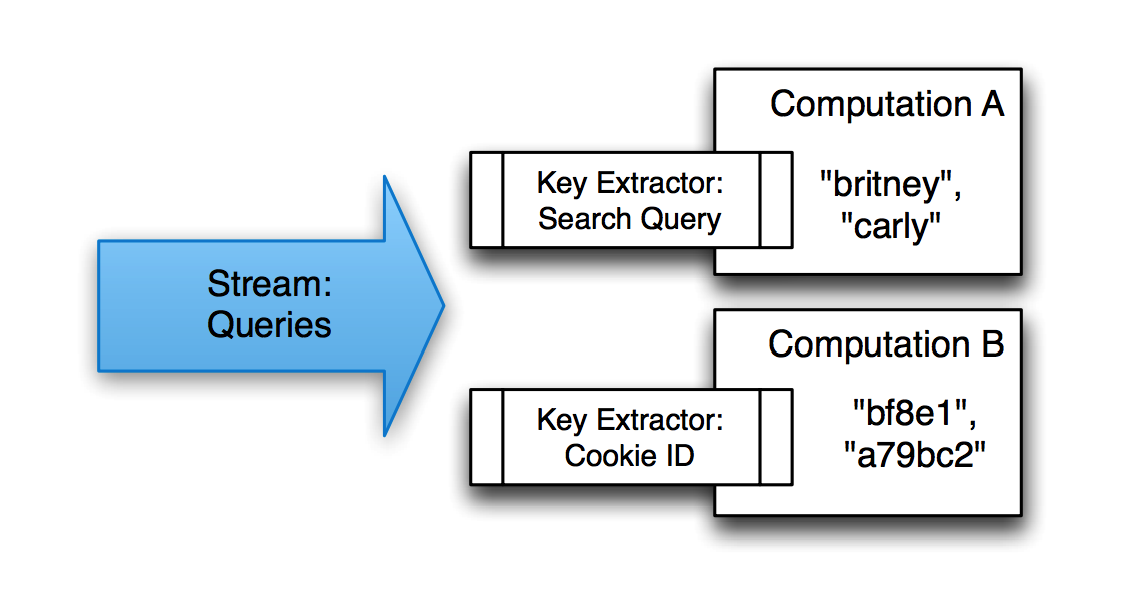 Stream:
Queries
Computation A
Key Extractor:
Search Query
"britney",
"carly"
Computation B
Key Extractor:
Cookie ID
"bf8e1",
"a79bc2"